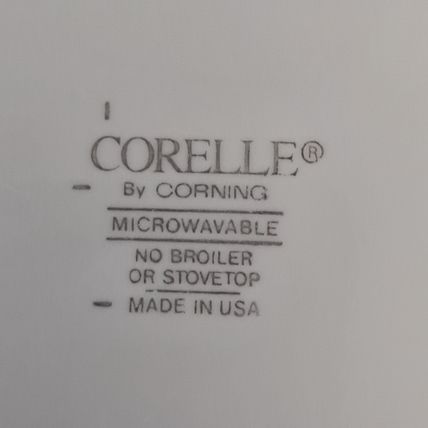 CORELLE®
By CORNING
MICROWAVABLE
NO BROILER
OR STOVETOP
MADE IN USA